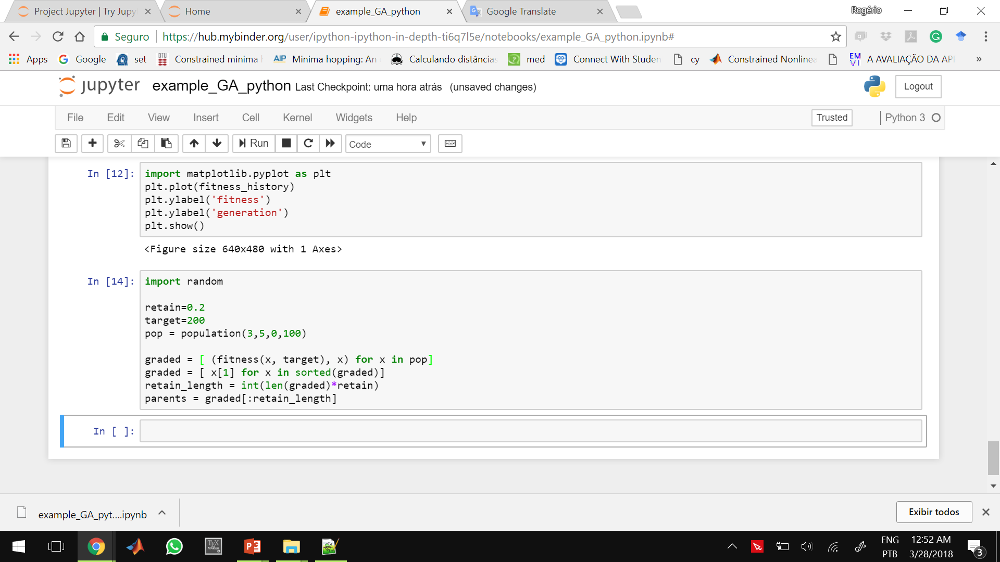 Project Jupyter | Try Jupy
Home
example_GA_python
Google Translate
Rogério
Seguro
https://hub.mybinder.org/user/ipython-ipython-in-depth-ti6q7l5e/notebooks/example_GA_python.ipynb#
Apps
Google
set
DTU
Constrained minima
AIP
Minima hopping: An
Calculando distâncias
med
Connect With Studen
cy
Constrained Nonlinea
A AVALIAÇÃO DA
»
jupyter example_GA_python Last Checkpoint: uma hora atrás (unsaved changes)
Logout
File Edit View Insert Cell Kernel Widgets Help
Trusted
Python 3
Run
Code
In [12]:
import matplotlib.pyplot as plt
plt.plot(fitness_history)
plt.ylabel('fitness')
plt.ylabel('generation')
plt.show()
<Figure size 640x480 with 1 Axes>
In [14]:
import random
retain=0.2
target=200
pop = population(3,5,0,100)
graded = [ (fitness(x, target), x) for x in pop]
graded = [ x[1] for x in sorted(graded)]
retain_length = int(len(graded)*retain)
parents = graded[:retain_length]
In [ ]:
example_GA_pyt....ipynb
Exibir todos
TEX
MAKER
ENG
PTB
12:52 AM
3/28/2018
3